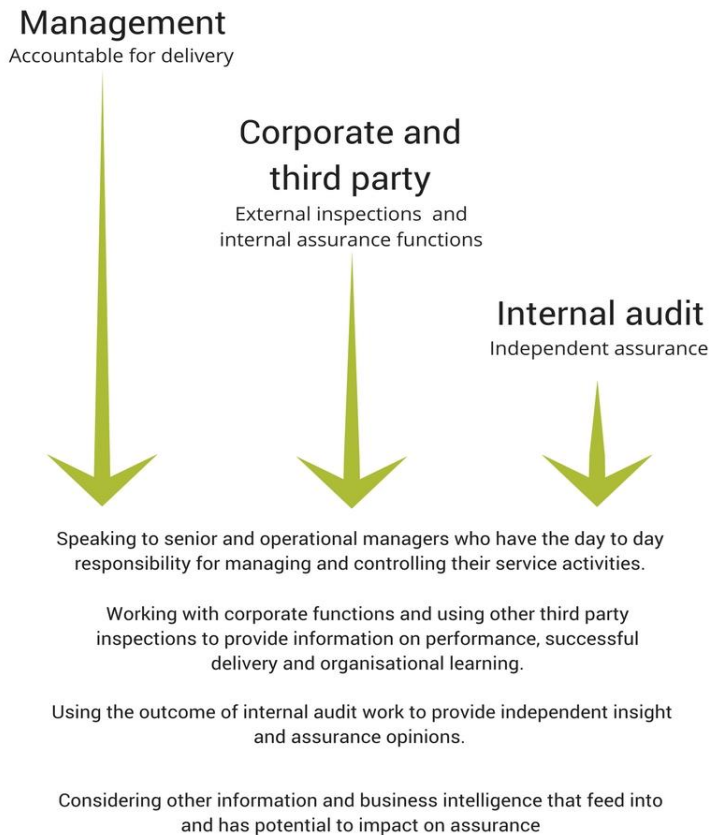 Management
Accountable for delivery
Corporate and
third party
External inspections and
internal assurance functions
Internal audit
Independent assurance
Speaking to senior and operational managers who have the day to day
responsibility for managing and controlling their service activities.
Working with corporate functions and using other third party
inspections to provide information on performance, successful
delivery and organisational learning.
Using the outcome of internal audit work to provide independent insight
and assurance opinions.
Considering other information and business intelligence that feed into
and has potential to impact on assurance